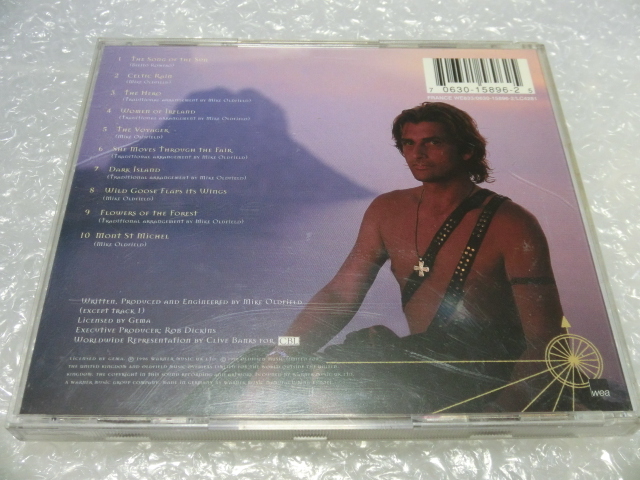 1 The Song of the Sun
2 Celtic Rain
(Mike Oldfield)
3 The Hero
(Traditional arrangement by Mike Oldfield)
4 Women of Ireland
(Traditional arrangement by Mike Oldfield)
5 The Voyager
(Mike Oldfield)
6 She Moves Through the Fair
(Traditional arrangement by Mike Oldfield)
7 Dark Island
(Traditional arrangement by Mike Oldfield)
8 Wild Goose Flaps its Wings
(Mike Oldfield)
9 Flowers of the Forest
(Traditional arrangement by Mike Oldfield)
10 Mont St Michel
(Mike Oldfield)
7 0630-15896-2 5
Written, Produced and Engineered by Mike Oldfield
(except track 1)
Licensed by Gema
Executive Producer: Rob Dickins
Worldwide Representation by Clive Banks for CBL
wea